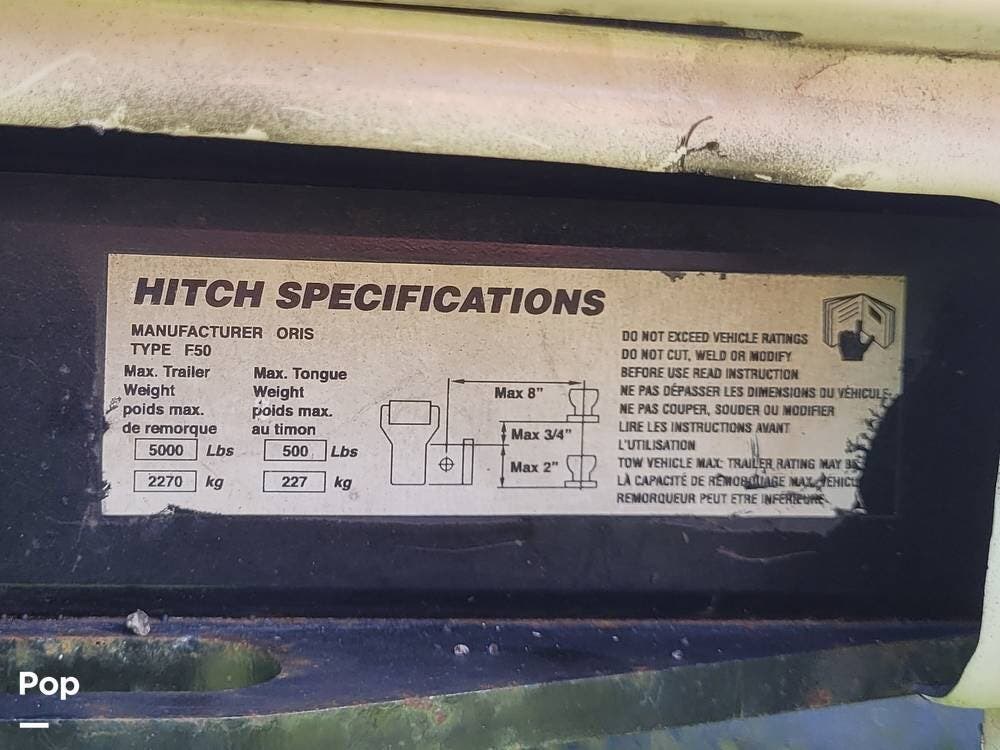 HITCH SPECIFICATIONS
MANUFACTURER ORIS
TYPE F50
Max. Trailer
Weight
poids max.
de remorque
5000 Lbs
2270 kg
Max. Tongue
Weight
poids max.
au timon
500 Lbs
227 kg
Max 8"
Max 3/4"
Max 2"
DO NOT EXCEED VEHICLE RATINGS
DO NOT CUT, WELD OR MODIFY
BEFORE USE READ INSTRUCTION
NE PAS DÉPASSER LES DIMENSIONS DU VÉHICULE
NE PAS COUPER, SOUDER OU MODIFIER
LIRE LES INSTRUCTIONS AVANT
L'UTILISATION
TOW VEHICLE MAX. TRAILER RATING MAY
LÀ CAPACITÉ DE REMORQUAGE MAX.
REMORQUEUR PEUT ETRE INFÉRIEURE
Pop